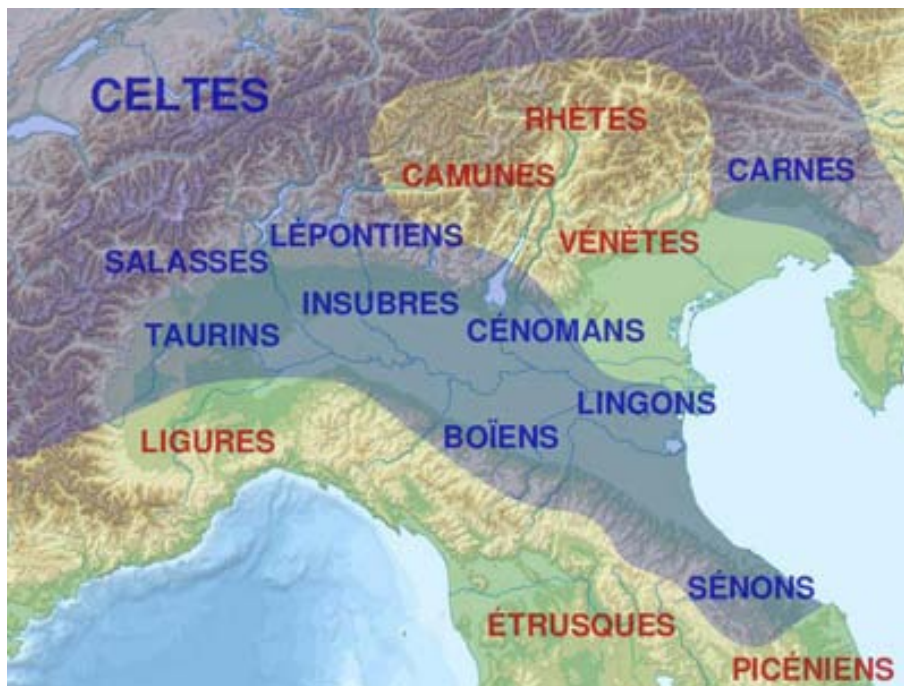 CELTES
RHÈTES
CAMUNES
CARNES
LÉPONTIENS
VÉNÈTES
SALASSES
INSUBRES
TAURINS
CÉNOMANS
LINGONS
LIGURES
BOÏENS
SÉNONS
ÉTRUSQUES
PICÉNIENS